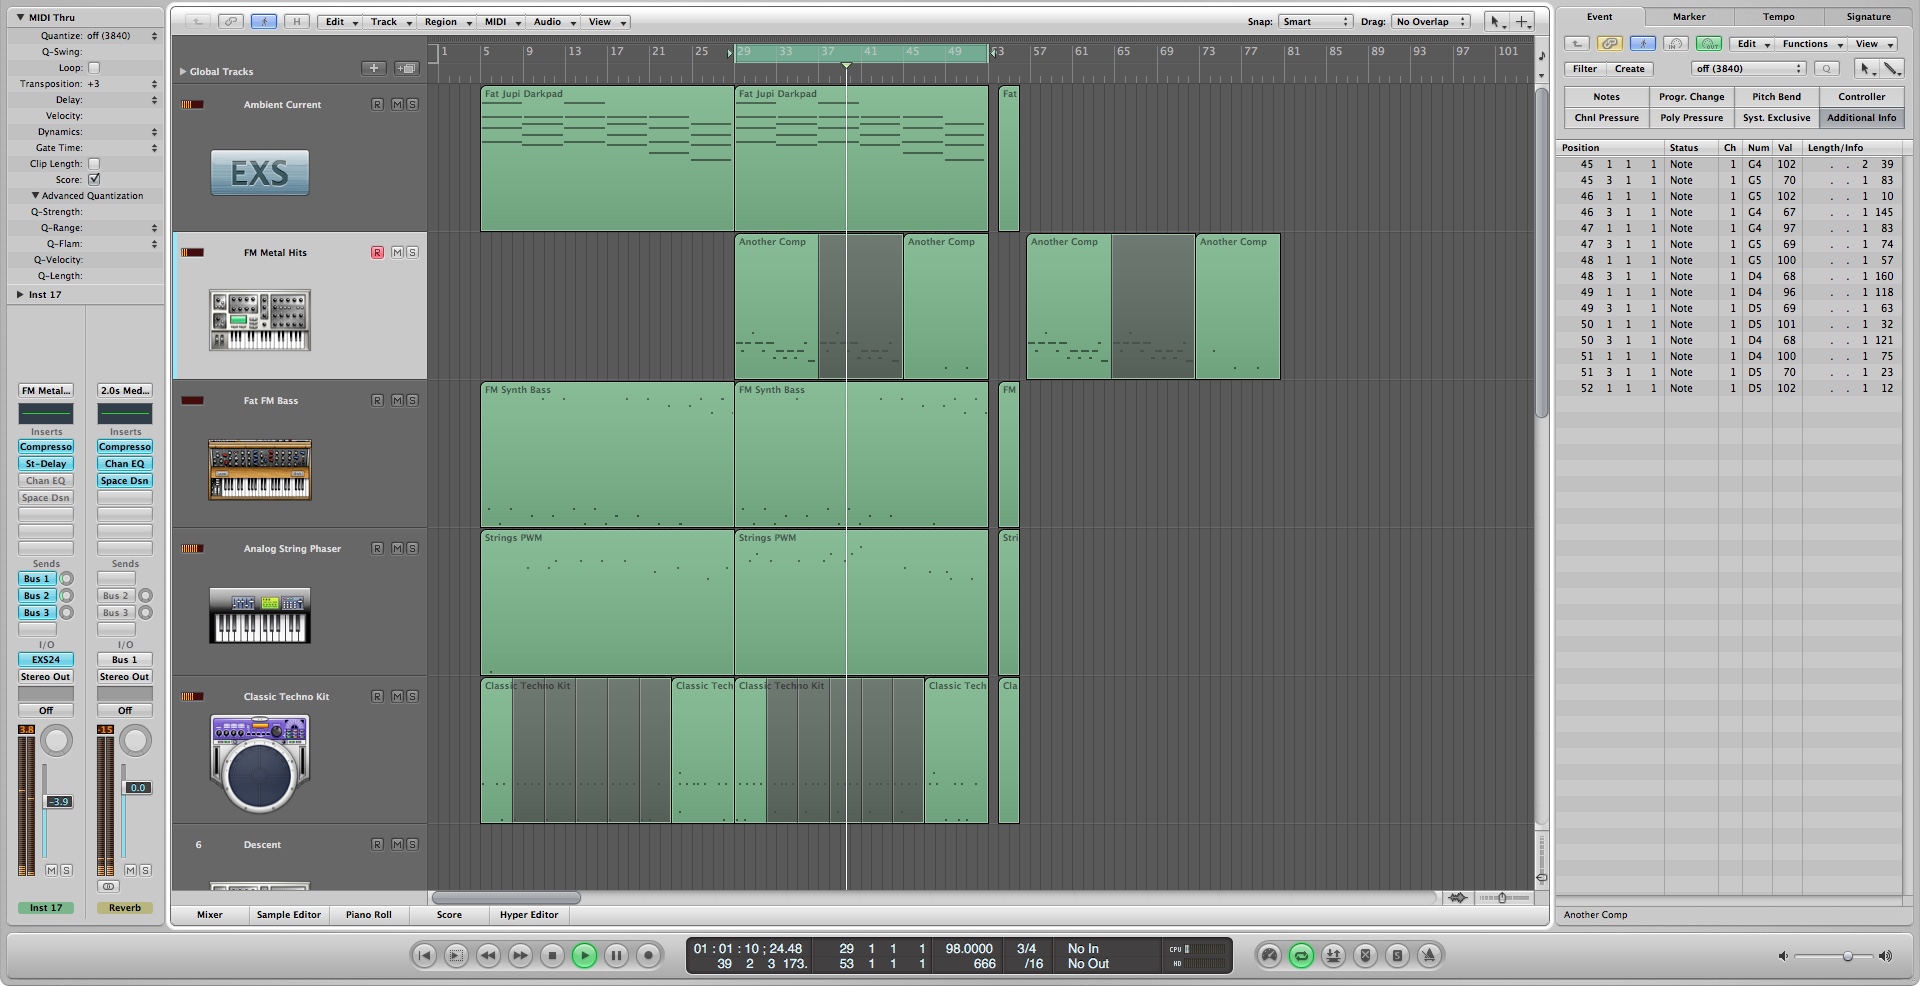 MIDI Thru
Quantize: off (3840)
Q-Swing:
Loop:
Transposition: +3
Delay:
Velocity:
Dynamics:
Gate Time:
Clip Length:
Score:
Advanced Quantization
Q-Strength:
Q-Range:
Q-Flam:
Q-Velocity:
Q-Length:
Inst 17
FM Metal... 2.0s Med...
Inserts Inserts
Compresso Compresso
St-Delay Chan EQ
Chan EQ Space Dsn
Space Dsn
Sends Sends
Bus 1
Bus 2 Bus 2
Bus 3 Bus 3
I/O I/O
EXS24 Bus 1
Stereo Out Stereo Out
Off Off
3.8 -15
-3.9 0.0
M S M S
Inst 17 Reverb
H Edit Track Region MIDI Audio View Snap: Smart Drag: No Overlap
1 5 9 13 17 21 25 29 33 37 41 45 49 53 57 61 65 69 73 77 81 85 89 93 97 101
Global Tracks
Ambient Current R M S
EXS
Fat Jupi Darkpad Fat Jupi Darkpad Fat
FM Metal Hits R M S
Another Comp Another Comp Another Comp Another Comp
Fat FM Bass R M S
FM Synth Bass FM Synth Bass FM
Analog String Phaser R M S
Strings PWM Strings PWM Stri
Classic Techno Kit R M S
Classic Techno Kit Classic Tech Classic Techno Kit Classic Tech Cla
6 Descent R M S
Mixer Sample Editor Piano Roll Score Hyper Editor
Event Marker Tempo Signature
IN OUT Edit Functions View
Filter Create off (3840) Q
Notes Progr. Change Pitch Bend Controller
Chnl Pressure Poly Pressure Syst. Exclusive Additional Info
Position Status Ch Num Val Length/Info
45 1 1 1 Note 1 G4 102 . . 2 39
45 3 1 1 Note 1 G5 70 . . 1 83
46 1 1 1 Note 1 G5 102 . . 1 10
46 3 1 1 Note 1 G4 67 . . 1 145
47 1 1 1 Note 1 G4 97 . . 1 83
47 3 1 1 Note 1 G5 69 . . 1 74
48 1 1 1 Note 1 G5 100 . . 1 57
48 3 1 1 Note 1 D4 68 . . 1 160
49 1 1 1 Note 1 D4 96 . . 1 118
49 3 1 1 Note 1 D5 69 . . 1 63
50 1 1 1 Note 1 D5 101 . . 1 32
50 3 1 1 Note 1 D4 68 . . 1 121
51 1 1 1 Note 1 D4 100 . . 1 75
51 3 1 1 Note 1 D5 70 . . 1 23
52 1 1 1 Note 1 D5 102 . . 1 12
Another Comp
01 : 01 : 10 ; 24.48 29 1 1 1 98.0000 3/4 No In CPU
39 2 3 173. 53 1 1 1 666 /16 No Out HD
S